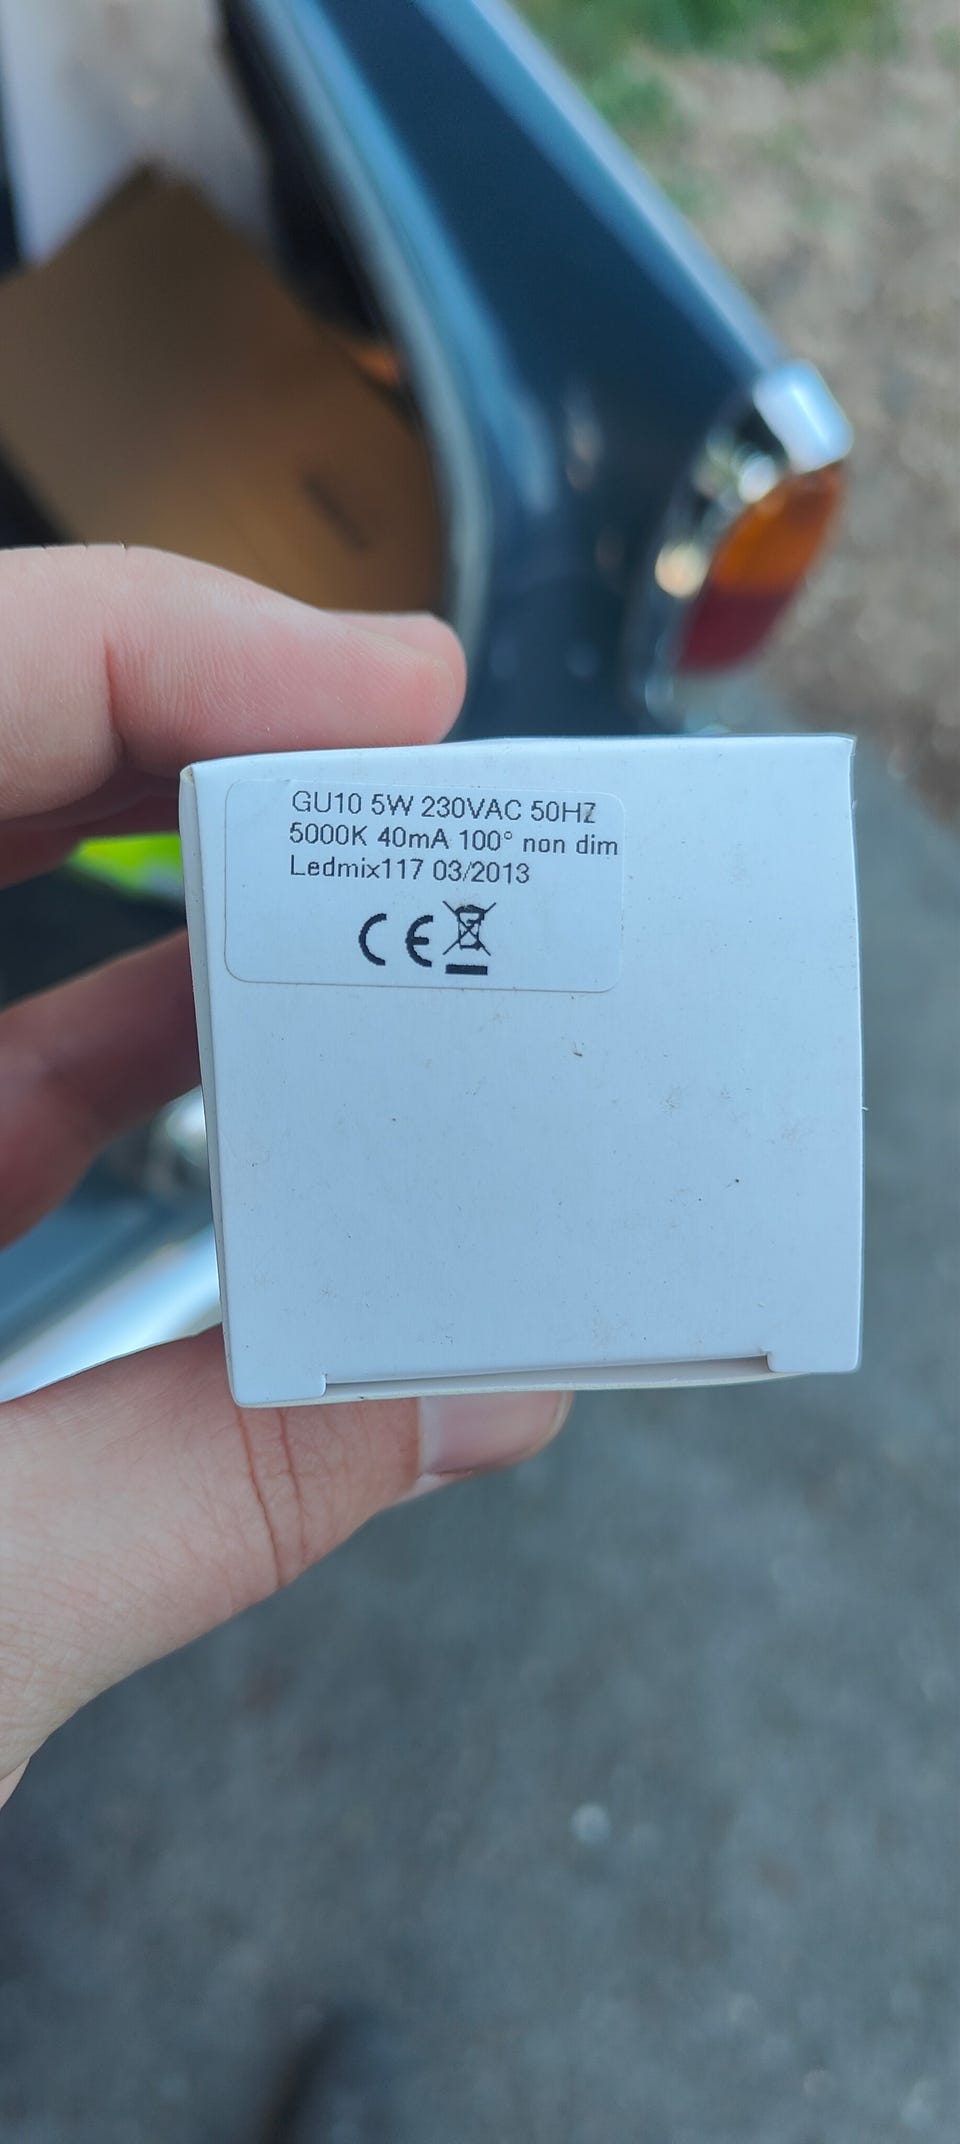 GU10 5W 230VAC 50HZ
5000K 40mA 100° non dim
Ledmix117 03/2013
CE